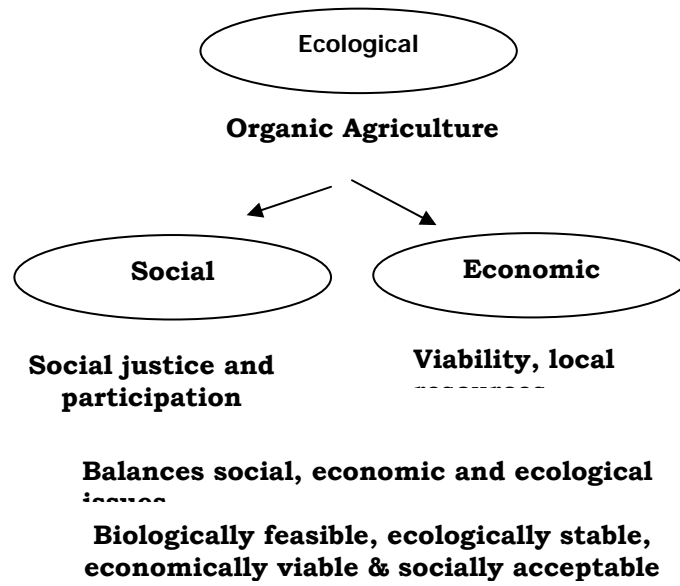 Ecological
Organic Agriculture
Social
Economic
Social justice and
participation
Viability, local
Balances social, economic and ecological
Biologically feasible, ecologically stable,
economically viable & socially acceptable